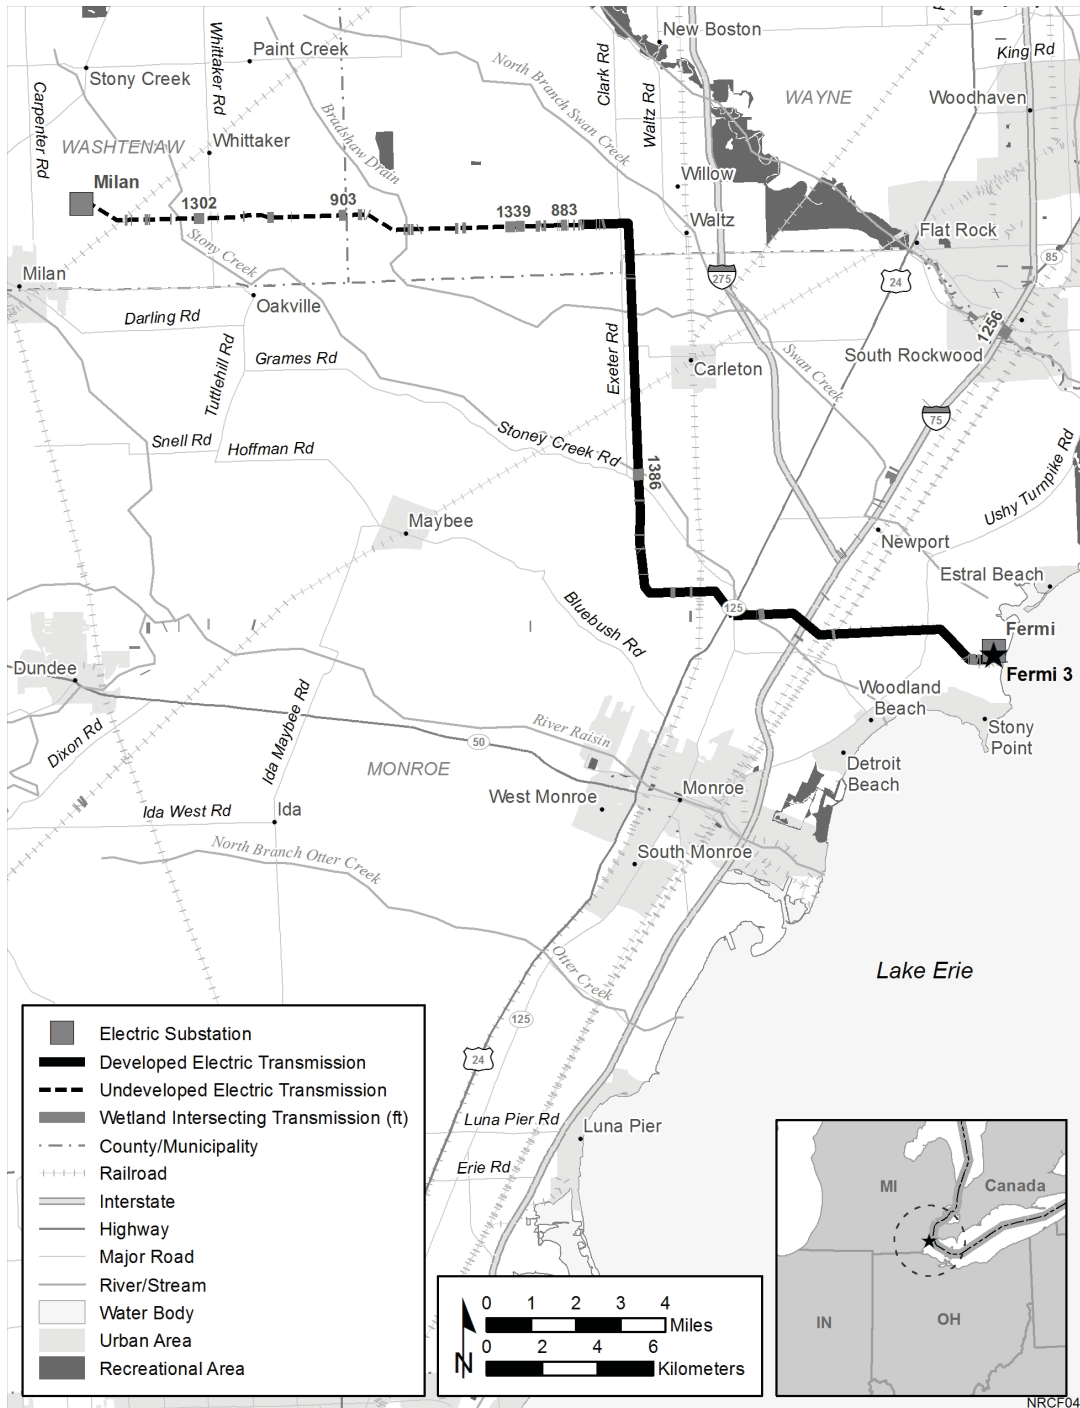 New Boston
Paint Creek
Stony Creek
Whittaker Rd
Carpenter Rd
Clark Rd
Waltz Rd
North Branch Swan Creek
Bradshaw Drain
King Rd
WAYNE
Woodhaven
WASHTENAW
Whittaker
Milan
Willow
1302
903
1339
883
Waltz
Flat Rock
Stony Creek
275
24
85
Milan
Oakville
Darling Rd
Tuttlehill Rd
Grames Rd
Exeter Rd
Carleton
Swan Creek
South Rockwood
1256
75
Snell Rd
Hoffman Rd
Stoney Creek Rd
1386
Ushy Turnpike Rd
Maybee
Newport
Estral Beach
Bluebush Rd
125
Fermi
Fermi 3
Dundee
Woodland
Beach
Stony
Point
Dixon Rd
Ida Maybee Rd
River Raisin
50
MONROE
Detroit
Beach
West Monroe
Monroe
Ida West Rd
Ida
North Branch Otter Creek
South Monroe
Otter Creek
Lake Erie
125
24
Luna Pier Rd
Luna Pier
Erie Rd
Electric Substation
Developed Electric Transmission
Undeveloped Electric Transmission
Wetland Intersecting Transmission (ft)
County/Municipality
Railroad
Interstate
Highway
Major Road
River/Stream
Water Body
Urban Area
Recreational Area
N
0 1 2 3 4
Miles
0 2 4 6
Kilometers
MI
Canada
IN
OH
NRCF04